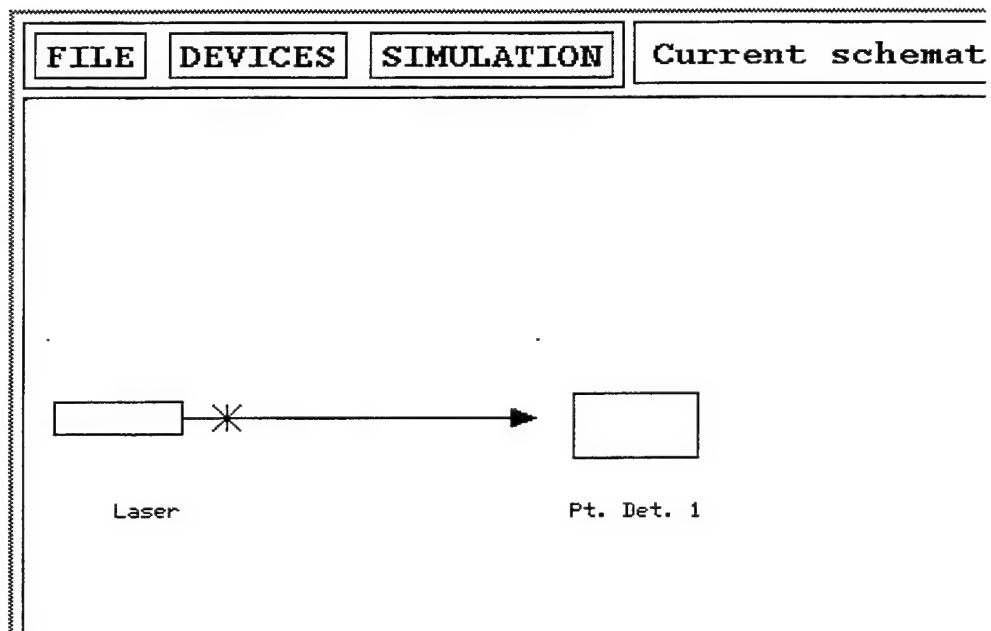 FILE DEVICES SIMULATION Current schemat
Laser Pt. Det. 1